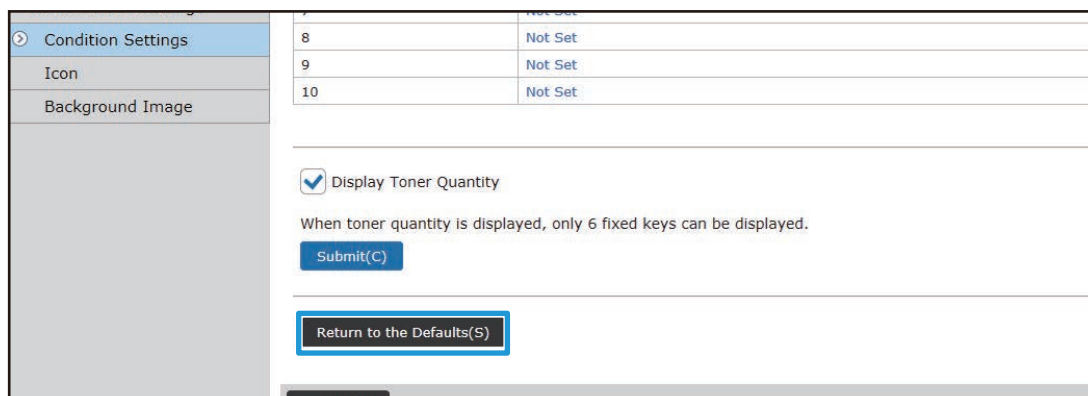 Condition Settings
Icon
Background Image
8 Not Set
9 Not Set
10 Not Set
Display Toner Quantity
When toner quantity is displayed, only 6 fixed keys can be displayed.
Submit(C)
Return to the Defaults(S)